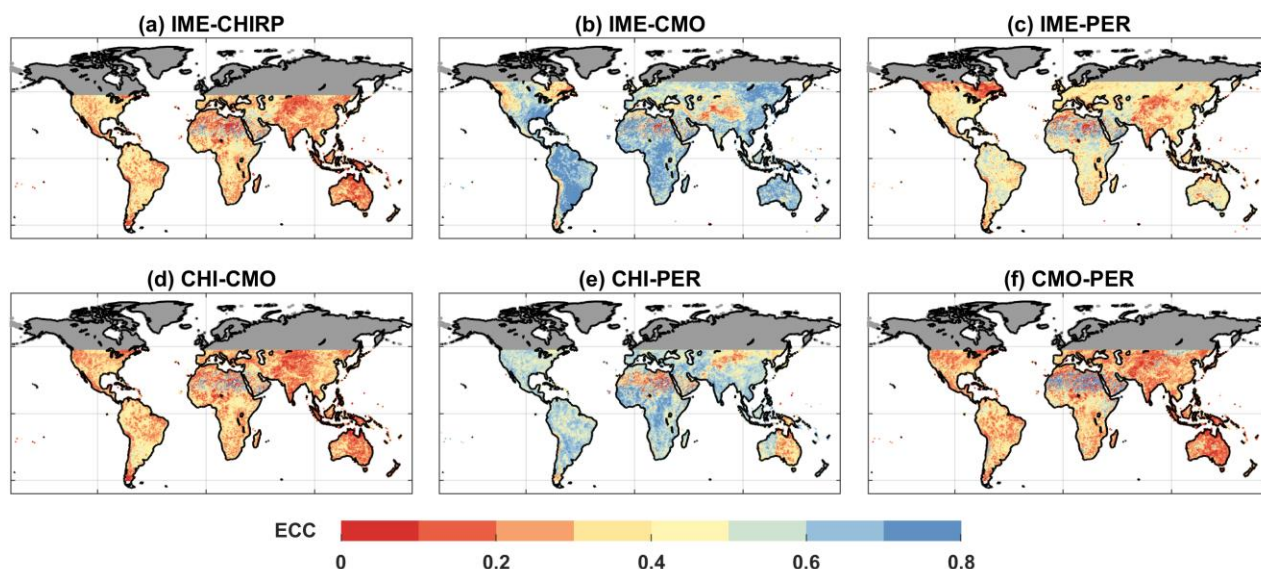 (a) IME-CHIRP
(b) IME-CMO
(c) IME-PER
(d) CHI-CMO
(e) CHI-PER
(f) CMO-PER
ECC
0 0.2 0.4 0.6 0.8